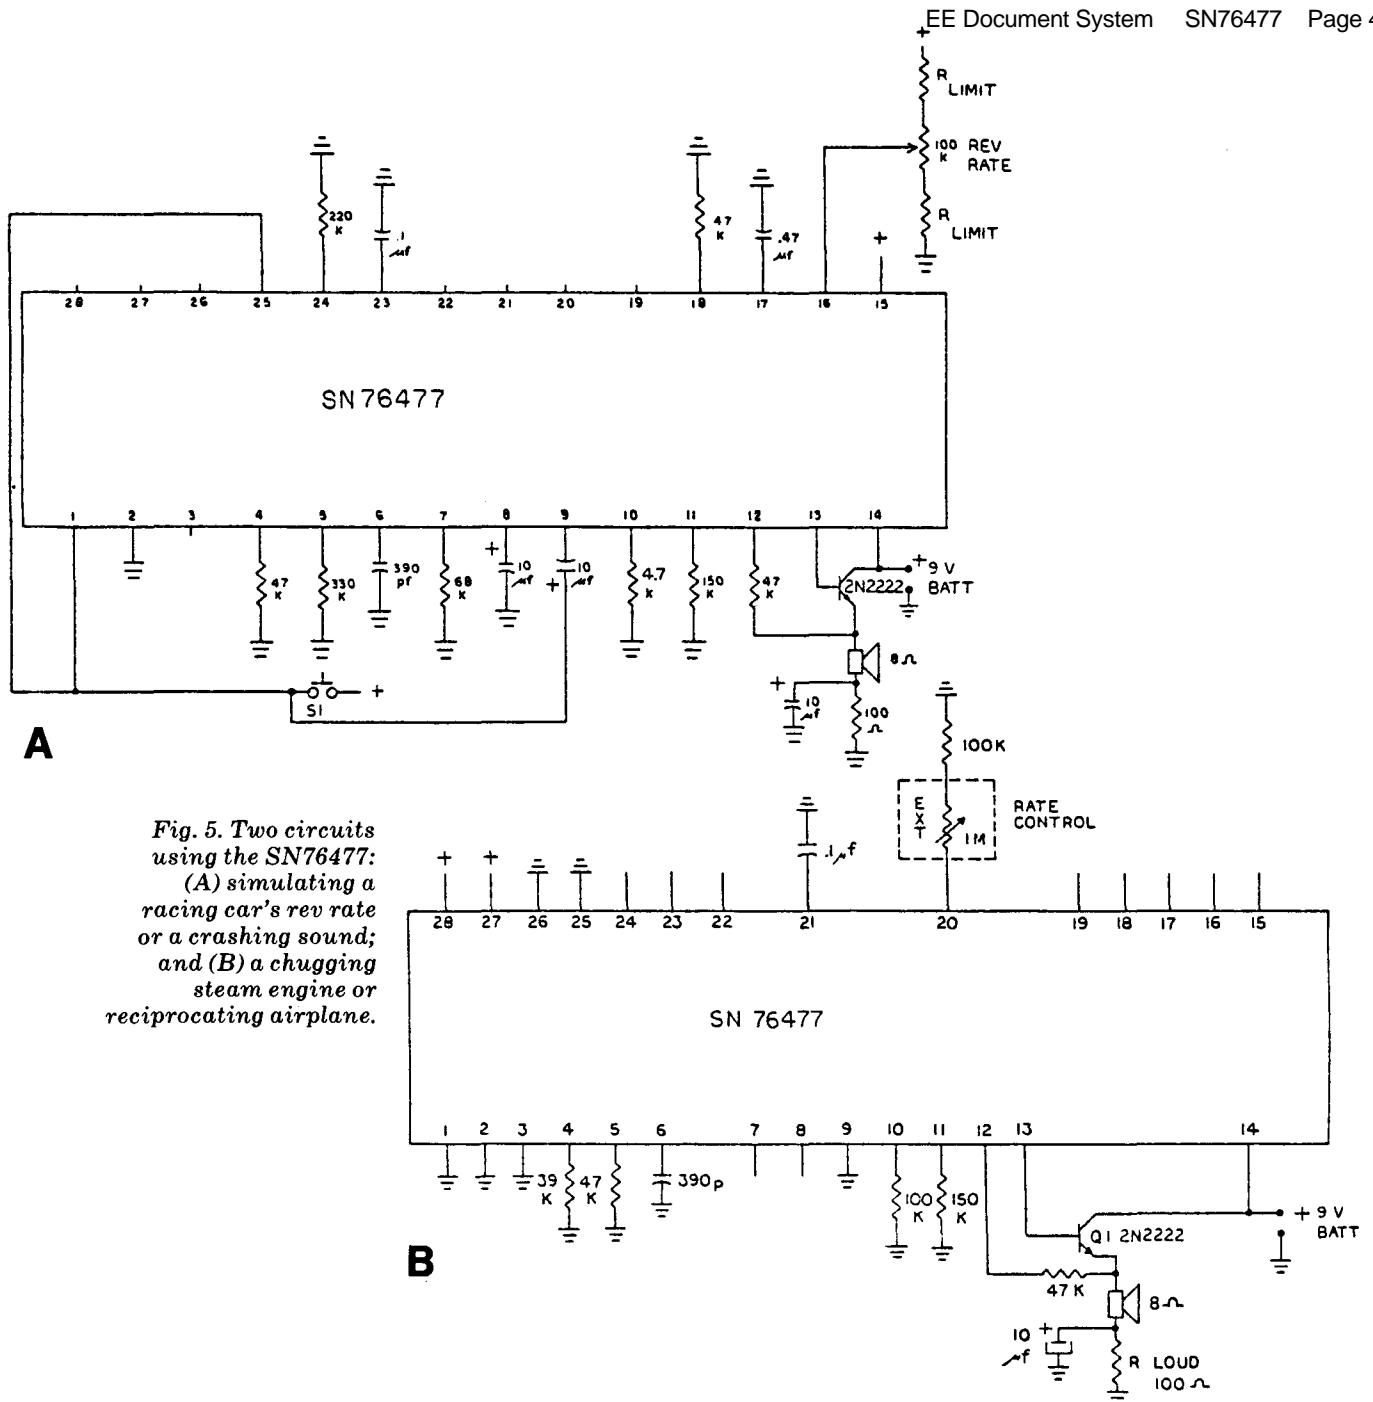 EE Document System SN76477 Page 4
+
R LIMIT
100 K REV RATE
R LIMIT
+
220 K
.1 µf
47 K
.47 µf
28 27 26 25 24 23 22 21 20 19 18 17 16 15
SN76477
1 2 3 4 5 6 7 8 9 10 11 12 13 14
47 K
330 K
390 pf
68 K
+ 10 µf
10 µf +
4.7 K
150 K
47 K
2N2222
+ 9 V BATT
8 Ω
+ 10 µf
100 Ω
S1 +
A
100K
EXT 1M
RATE CONTROL
.1 µf
Fig. 5. Two circuits
using the SN76477:
(A) simulating a
racing car's rev rate
or a crashing sound;
and (B) a chugging
steam engine or
reciprocating airplane.
+ +
28 27 26 25 24 23 22 21 20 19 18 17 16 15
SN 76477
1 2 3 4 5 6 7 8 9 10 11 12 13 14
39 K
47 K
390p
100 K
150 K
Q1 2N2222
+ 9 V BATT
47 K
8 Ω
10 µf +
R LOUD
100 Ω
B